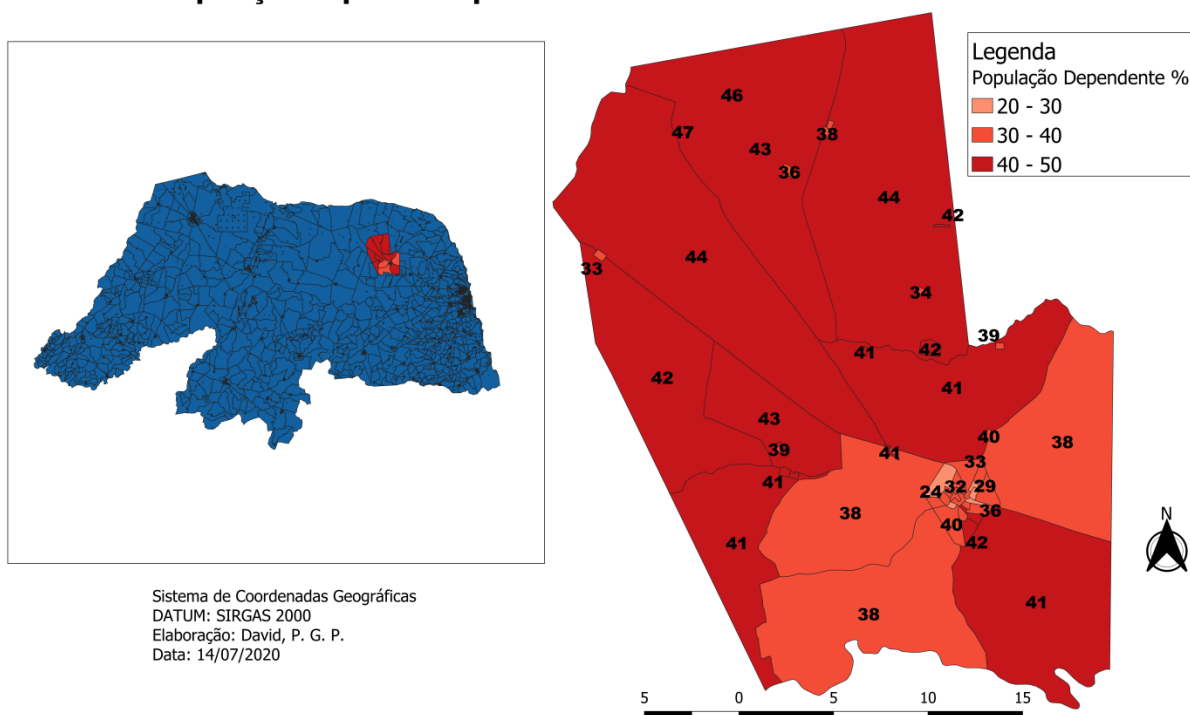 Legenda
População Dependente %
20 - 30
30 - 40
40 - 50
46
47
43
38
36
44
42
44
33
34
39
41
42
42
41
43
40
38
39
41
33
41
24
32
29
38
36
40
42
41
41
38
N
Sistema de Coordenadas Geográficas
DATUM: SIRGAS 2000
Elaboração: David, P. G. P.
Data: 14/07/2020
5 0 5 10 15